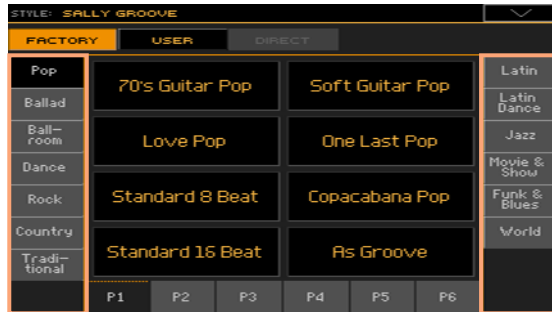 STYLE: SALLY GROOVE
FACTORY USER DIRECT
Pop
Ballad
Ball-
room
Dance
Rock
Country
Tradi-
tional
70's Guitar Pop
Soft Guitar Pop
Love Pop
One Last Pop
Standard 8 Beat
Copacabana Pop
Standard 16 Beat
As Groove
Latin
Latin
Dance
Jazz
Movie &
Show
Funk &
Blues
World
P1 P2 P3 P4 P5 P6